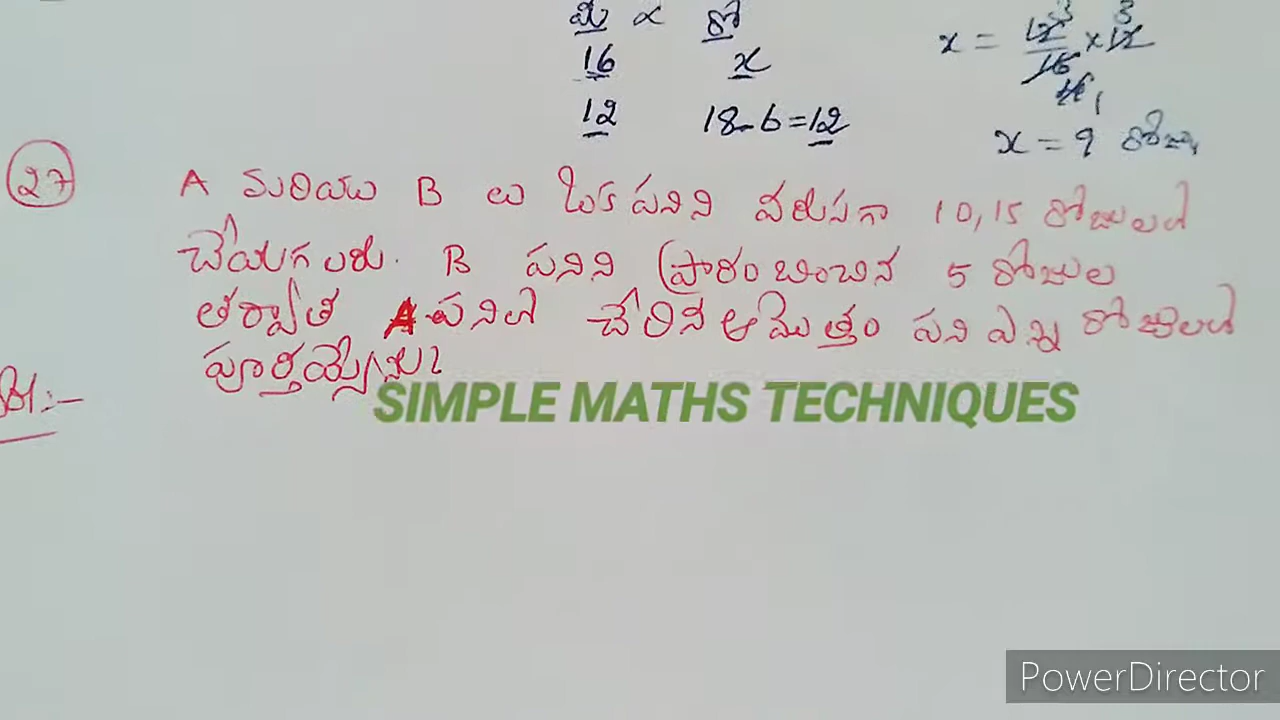 మ ∝ రో
16 x
12 18-6=12
x = 12/16 × 12
x = 9 రోజు
27 A మరియు B లు ఒక పనిని వరుసగా 10, 15 రోజులలో
చేయగలరు. B పనిని ప్రారంభించిన 5 రోజుల
తర్వాత A పనిలో చేరిన ఆ మొత్తం పని ఎన్ని రోజులలో
పూర్తయ్యేను?
SIMPLE MATHS TECHNIQUES
PowerDirector